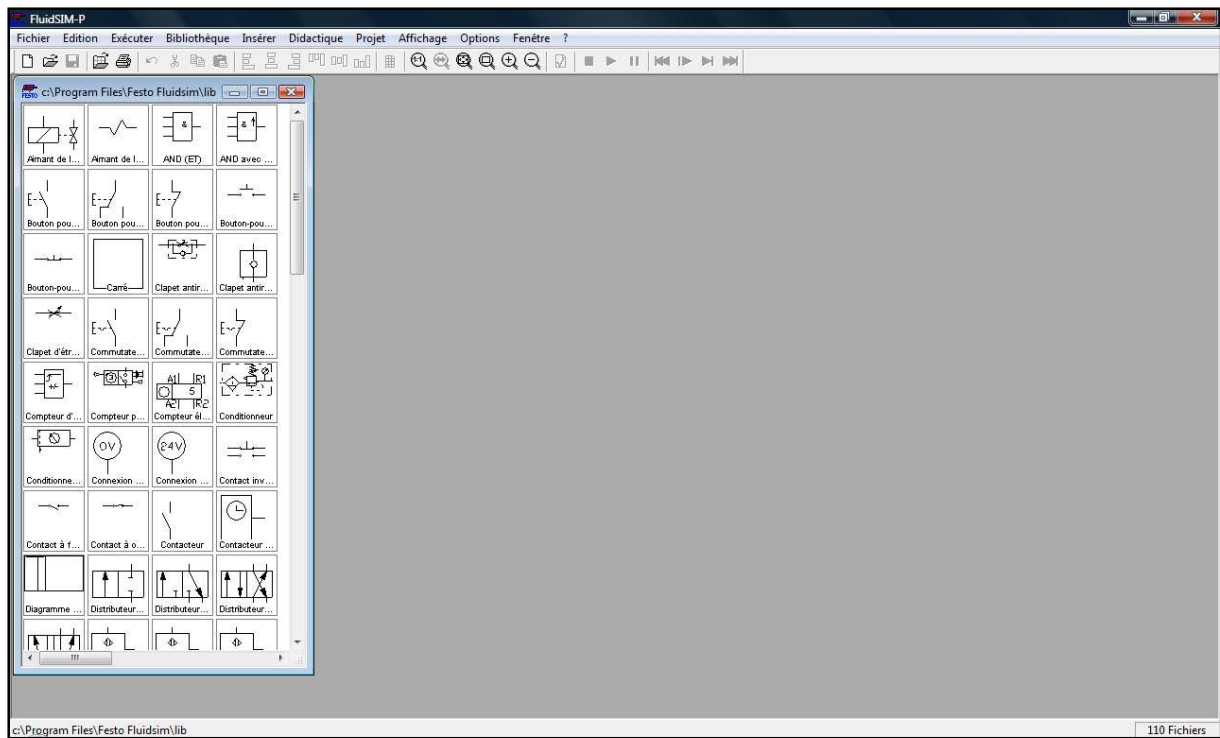 FluidSIM-P
Fichier Edition Exécuter Bibliothèque Insérer Didactique Projet Affichage Options Fenêtre ?
1:1
FESTO c:\Program Files\Festo Fluidsim\lib
& &
Aimant de l... Aimant de l... AND (ET) AND avec ...
Bouton pou... Bouton pou... Bouton pou... Bouton-pou...
Bouton-pou... Carré Clapet antir... Clapet antir...
Clapet d'étr... Commutate... Commutate... Commutate...
+/- A1 R1
5
A2 R2
Compteur d'... Compteur p... Compteur él... Conditionneur
0V 24V
Conditionne... Connexion ... Connexion ... Contact inv...
Contact à f... Contact à o... Contacteur Contacteur ...
Diagramme ... Distributeur... Distributeur... Distributeur...
c:\Program Files\Festo Fluidsim\lib 110 Fichiers